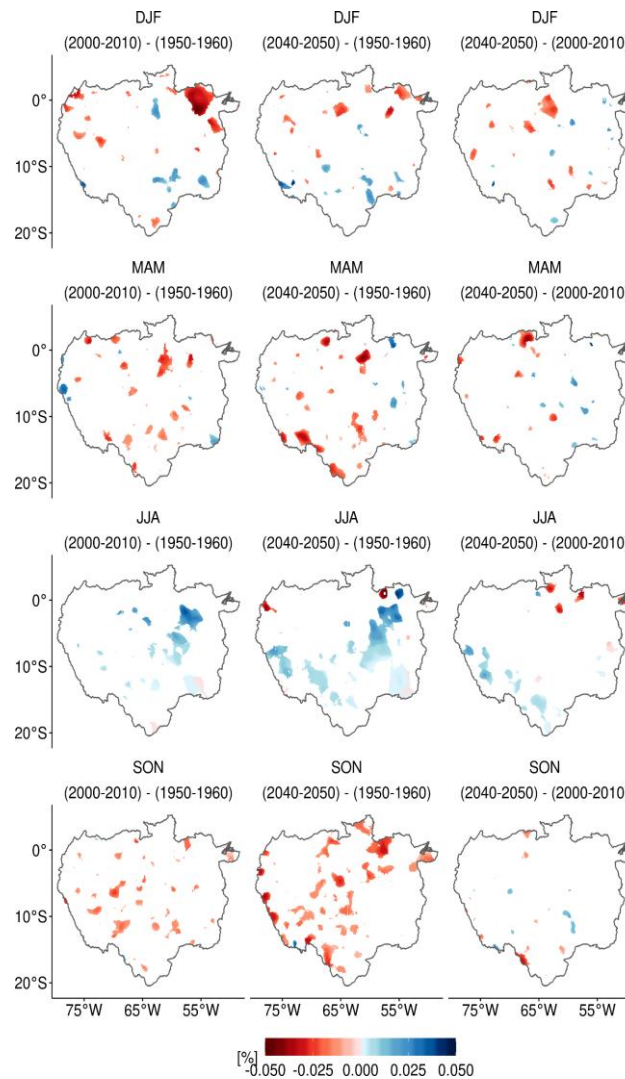 DJF DJF DJF
(2000-2010) - (1950-1960) (2040-2050) - (1950-1960) (2040-2050) - (2000-2010)
0°
10°S
20°S
MAM MAM MAM
(2000-2010) - (1950-1960) (2040-2050) - (1950-1960) (2040-2050) - (2000-2010)
0°
10°S
20°S
JJA JJA JJA
(2000-2010) - (1950-1960) (2040-2050) - (1950-1960) (2040-2050) - (2000-2010)
0°
10°S
20°S
SON SON SON
(2000-2010) - (1950-1960) (2040-2050) - (1950-1960) (2040-2050) - (2000-2010
0°
10°S
20°S
75°W 65°W 55°W 75°W 65°W 55°W 75°W 65°W 55°W
[%]
-0.050 -0.025 0.000 0.025 0.050